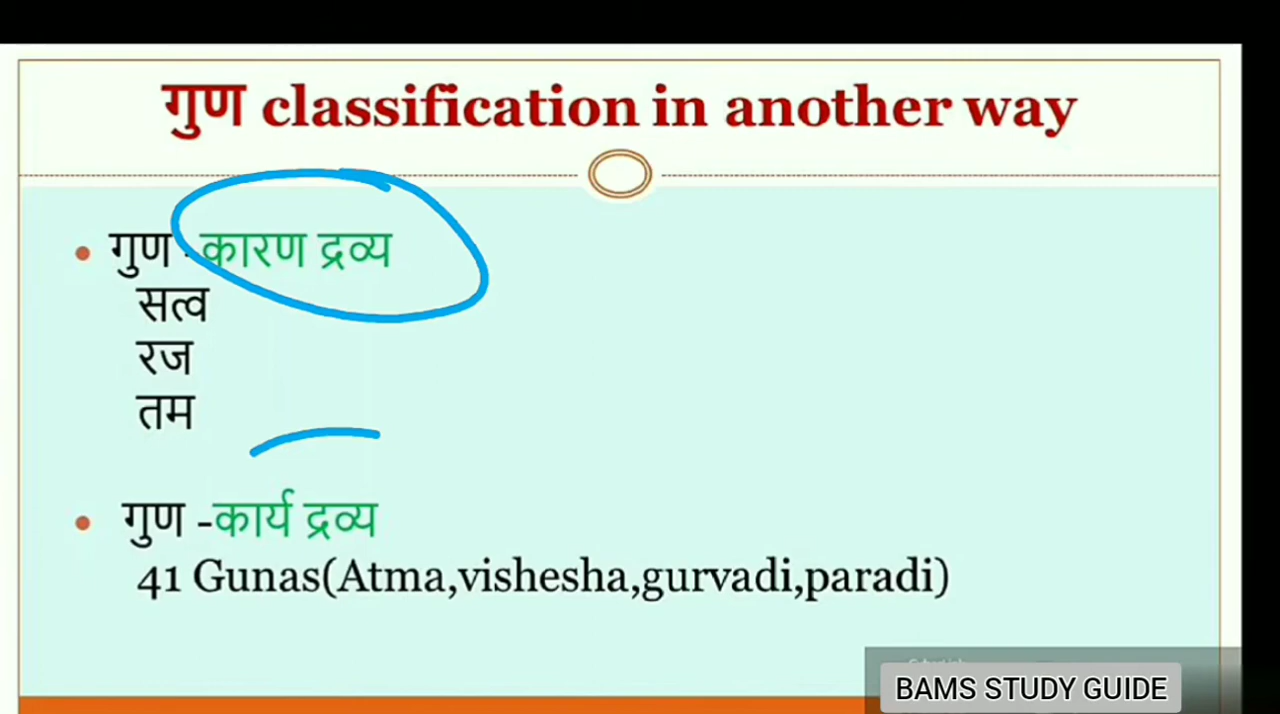 गुण classification in another way
• गुण - कारण द्रव्य
सत्व
रज
तम
• गुण -कार्य द्रव्य
41 Gunas(Atma,vishesha,gurvadi,paradi)
BAMS STUDY GUIDE